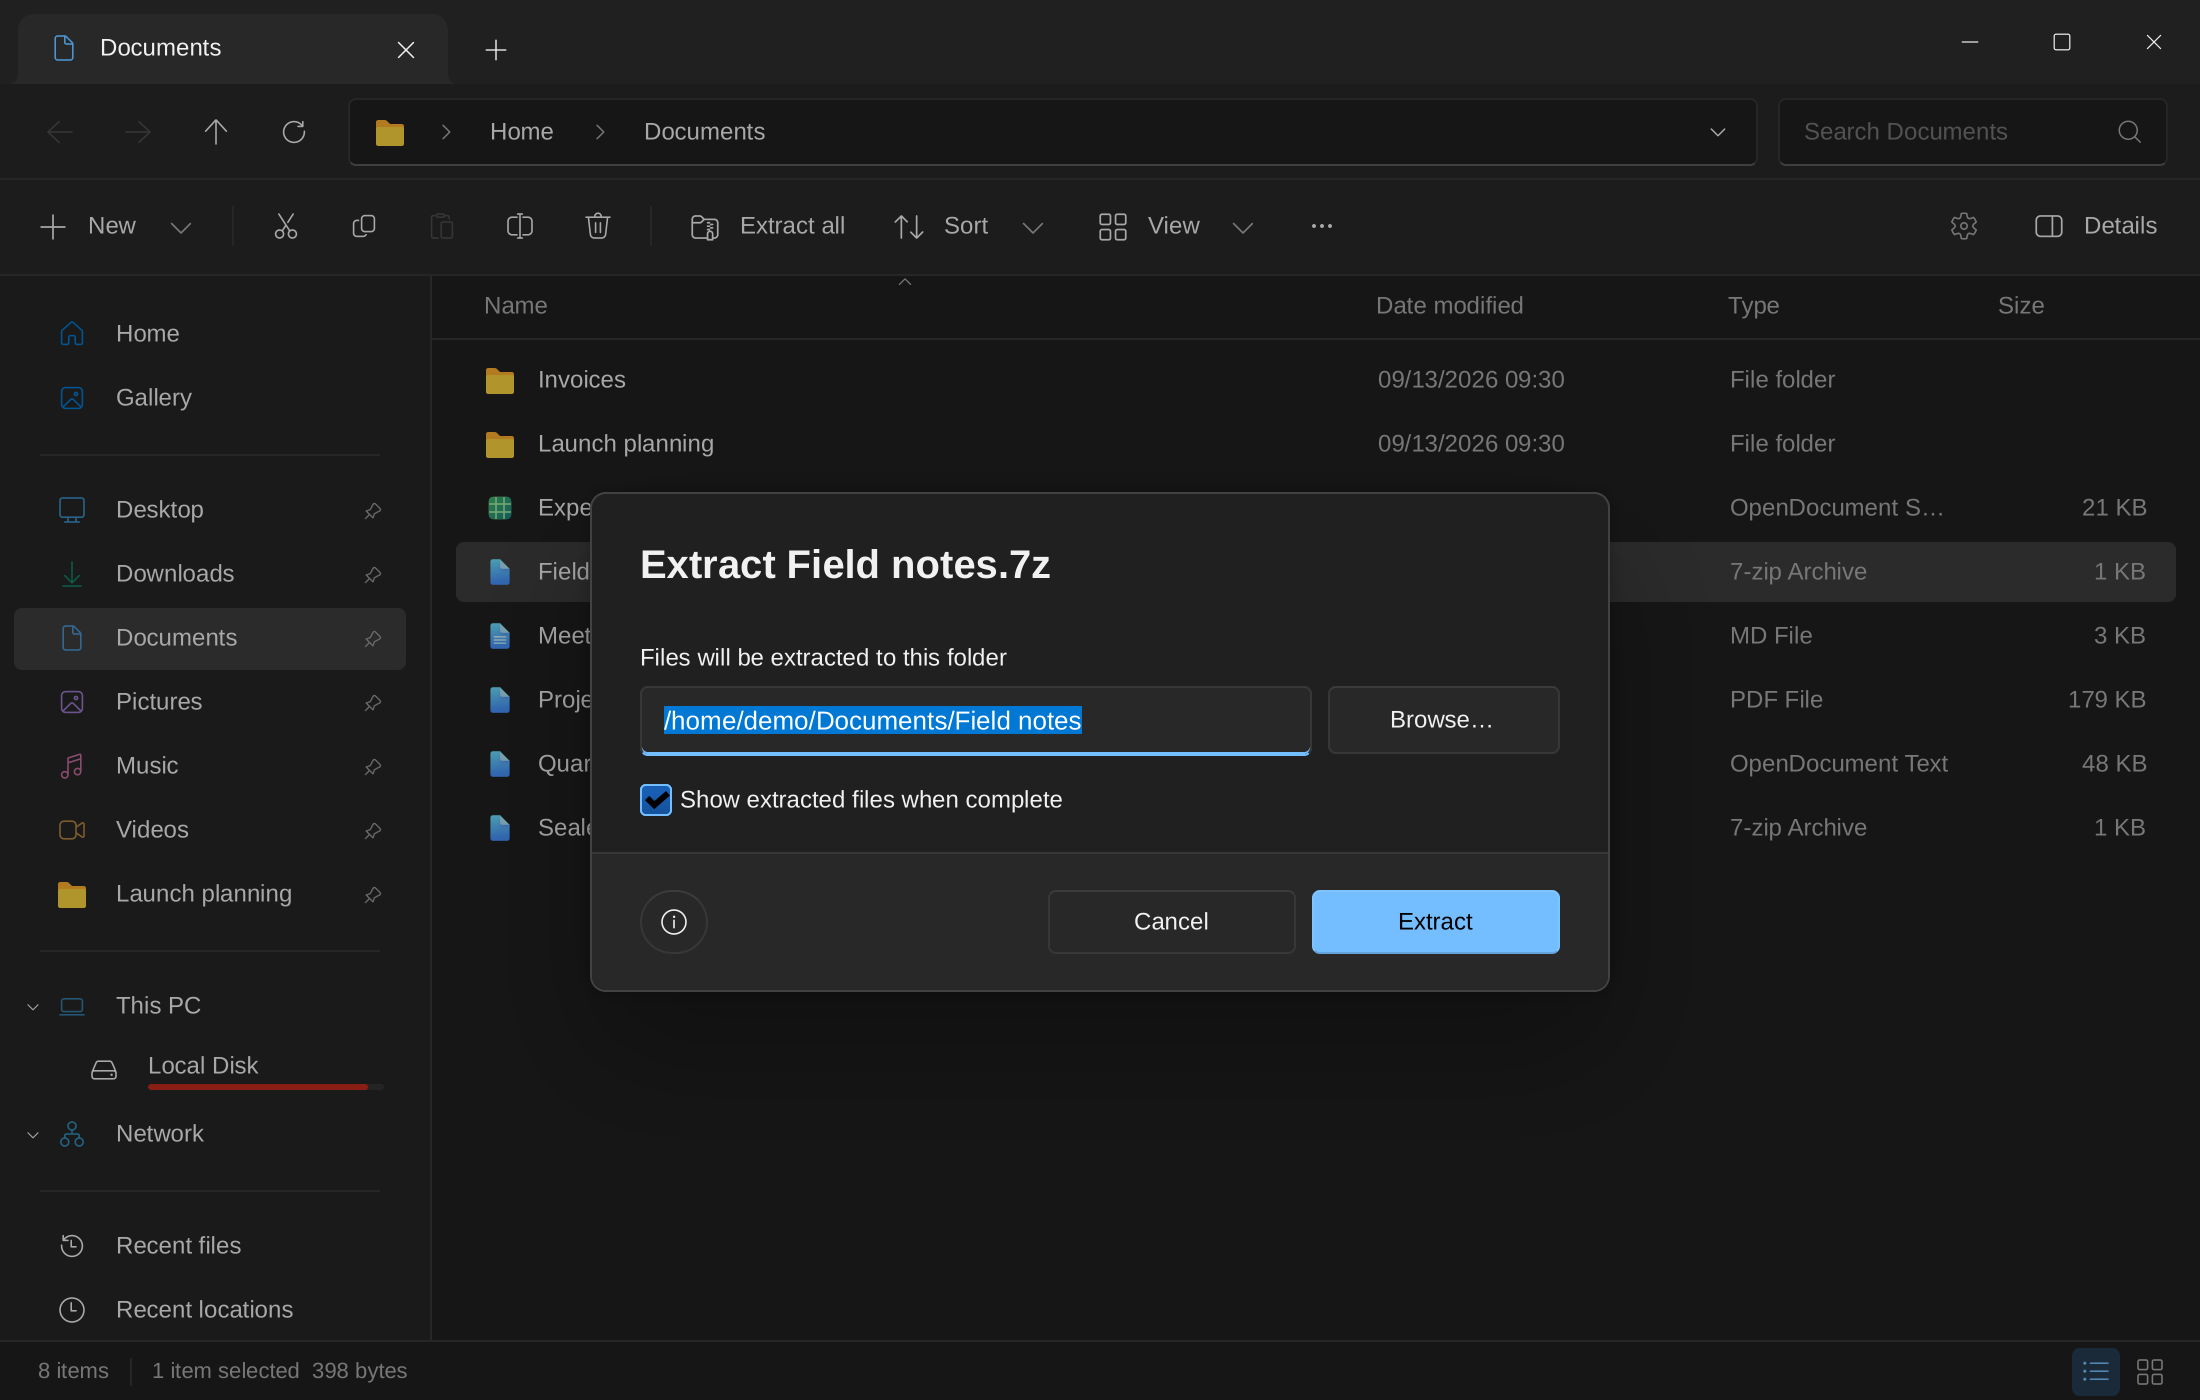 Documents
Home
Documents
Search Documents
New
Extract all
Sort
View
Details
Name
Date modified
Type
Size
Home
Gallery
Desktop
Downloads
Documents
Pictures
Music
Videos
Launch planning
This PC
Local Disk
Network
Recent files
Recent locations
Invoices 09/13/2026 09:30 File folder
Launch planning 09/13/2026 09:30 File folder
Expe OpenDocument S… 21 KB
Field 7-zip Archive 1 KB
Meet MD File 3 KB
Proje PDF File 179 KB
Quar OpenDocument Text 48 KB
Seale 7-zip Archive 1 KB
Extract Field notes.7z
Files will be extracted to this folder
/home/demo/Documents/Field notes
Browse…
Show extracted files when complete
Cancel
Extract
8 items
1 item selected 398 bytes